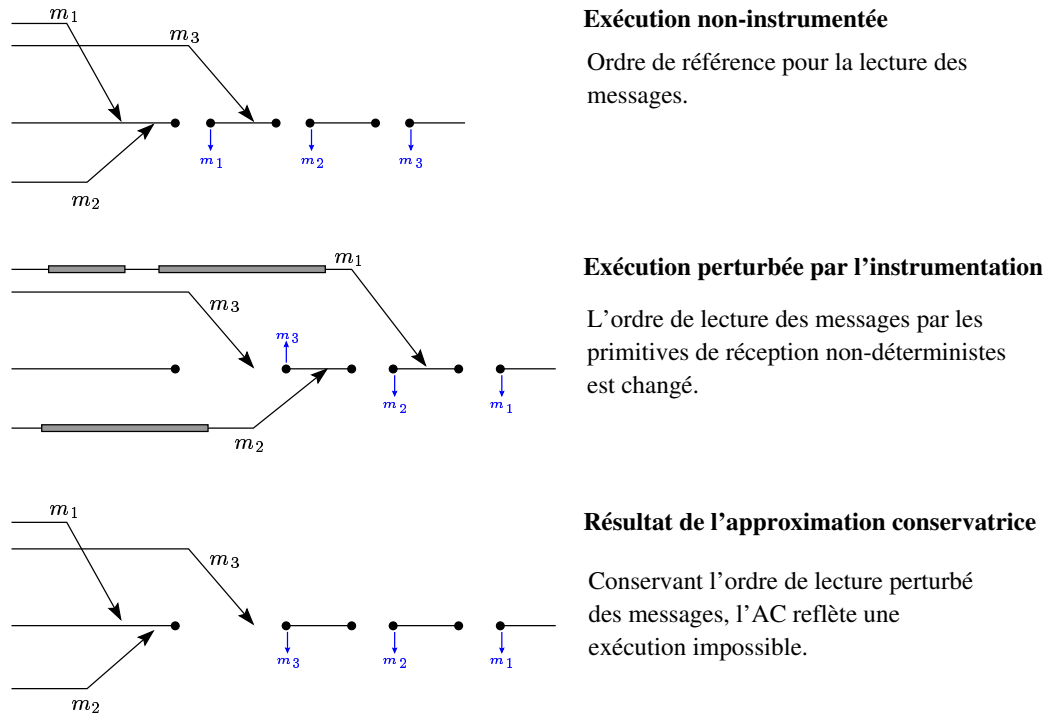 m1
m3
m1
m2
m3
m2
Exécution non-instrumentée
Ordre de référence pour la lecture des
messages.
m1
m3
m3
m2
m1
m2
Exécution perturbée par l'instrumentation
L'ordre de lecture des messages par les
primitives de réception non-déterministes
est changé.
m1
m3
m3
m2
m1
m2
Résultat de l'approximation conservatrice
Conservant l'ordre de lecture perturbé
des messages, l'AC reflète une
exécution impossible.